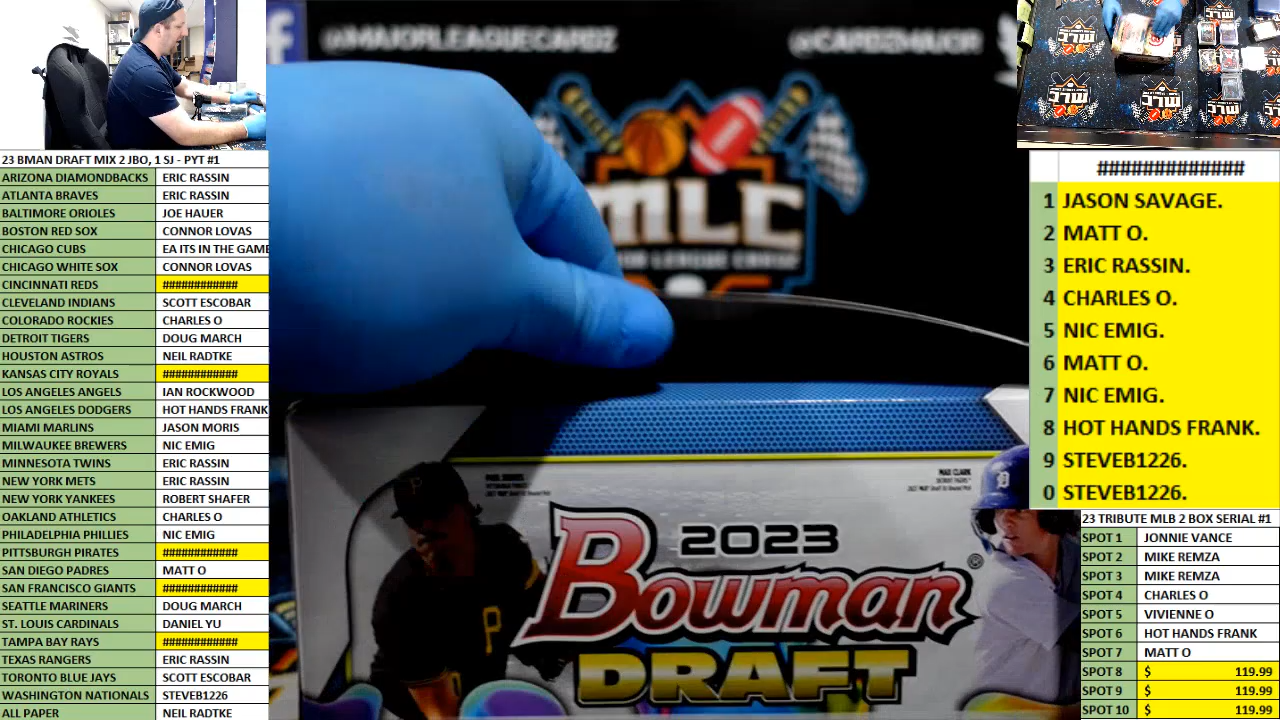 @MAJORLEAGUECARDZ
@CARDZMAJOR
MLC
23 BMAN DRAFT MIX 2 JBO, 1 SJ - PYT #1
ARIZONA DIAMONDBACKS ERIC RASSIN
ATLANTA BRAVES ERIC RASSIN
BALTIMORE ORIOLES JOE HAUER
BOSTON RED SOX CONNOR LOVAS
CHICAGO CUBS EA ITS IN THE GAME
CHICAGO WHITE SOX CONNOR LOVAS
CINCINNATI REDS ############
CLEVELAND INDIANS SCOTT ESCOBAR
COLORADO ROCKIES CHARLES O
DETROIT TIGERS DOUG MARCH
HOUSTON ASTROS NEIL RADTKE
KANSAS CITY ROYALS ############
LOS ANGELES ANGELS IAN ROCKWOOD
LOS ANGELES DODGERS HOT HANDS FRANK
MIAMI MARLINS JASON MORIS
MILWAUKEE BREWERS NIC EMIG
MINNESOTA TWINS ERIC RASSIN
NEW YORK METS ERIC RASSIN
NEW YORK YANKEES ROBERT SHAFER
OAKLAND ATHLETICS CHARLES O
PHILADELPHIA PHILLIES NIC EMIG
PITTSBURGH PIRATES ############
SAN DIEGO PADRES MATT O
SAN FRANCISCO GIANTS ############
SEATTLE MARINERS DOUG MARCH
ST. LOUIS CARDINALS DANIEL YU
TAMPA BAY RAYS ############
TEXAS RANGERS ERIC RASSIN
TORONTO BLUE JAYS SCOTT ESCOBAR
WASHINGTON NATIONALS STEVEB1226
ALL PAPER NEIL RADTKE
2023
Bowman®
DRAFT
MAX CLARK
P
D
##############
1 JASON SAVAGE.
2 MATT O.
3 ERIC RASSIN.
4 CHARLES O.
5 NIC EMIG.
6 MATT O.
7 NIC EMIG.
8 HOT HANDS FRANK.
9 STEVEB1226.
0 STEVEB1226.
23 TRIBUTE MLB 2 BOX SERIAL #1
SPOT 1 JONNIE VANCE
SPOT 2 MIKE REMZA
SPOT 3 MIKE REMZA
SPOT 4 CHARLES O
SPOT 5 VIVIENNE O
SPOT 6 HOT HANDS FRANK
SPOT 7 MATT O
SPOT 8 $ 119.99
SPOT 9 $ 119.99
SPOT 10 $ 119.99